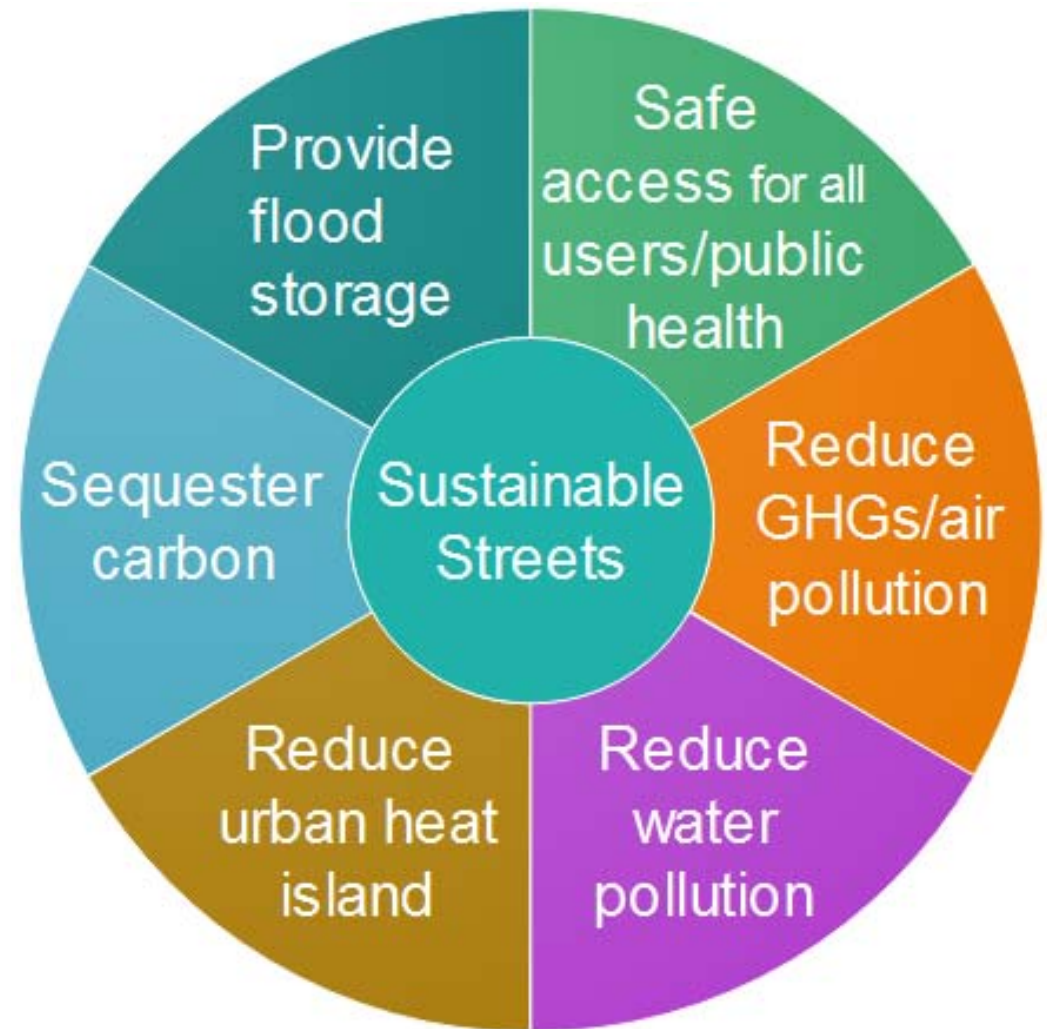 Provide
flood
storage
Safe
access for all
users/public
health
Reduce
GHGs/air
pollution
Reduce
water
pollution
Reduce
urban heat
island
Sequester
carbon
Sustainable
Streets